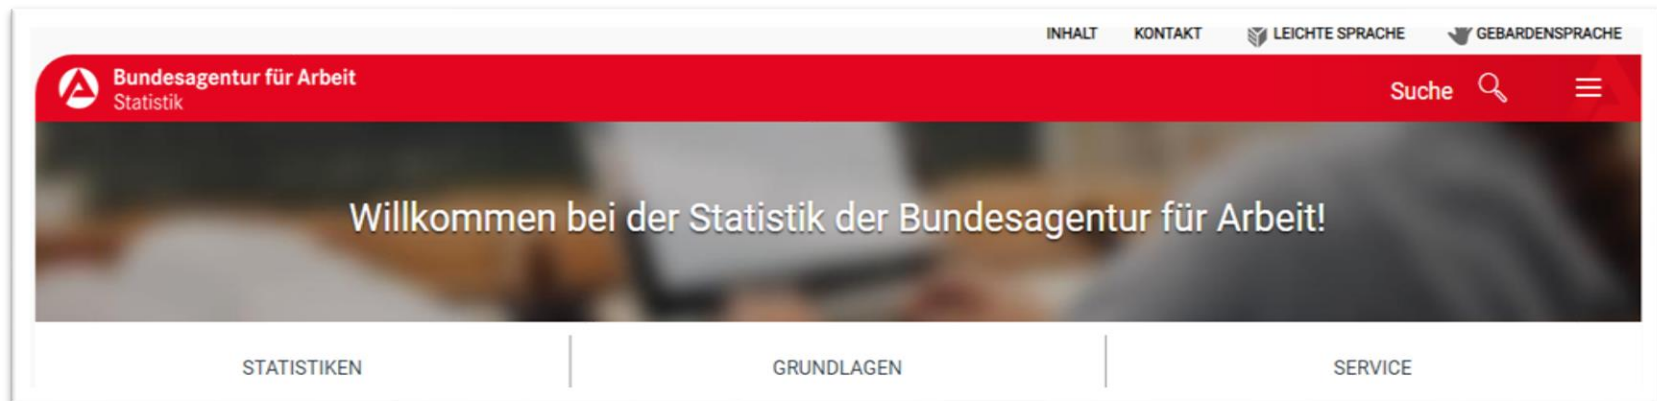 INHALT KONTAKT LEICHTE SPRACHE GEBÄRDENSPRACHE
Bundesagentur für Arbeit
Statistik
Suche
Willkommen bei der Statistik der Bundesagentur für Arbeit!
STATISTIKEN GRUNDLAGEN SERVICE